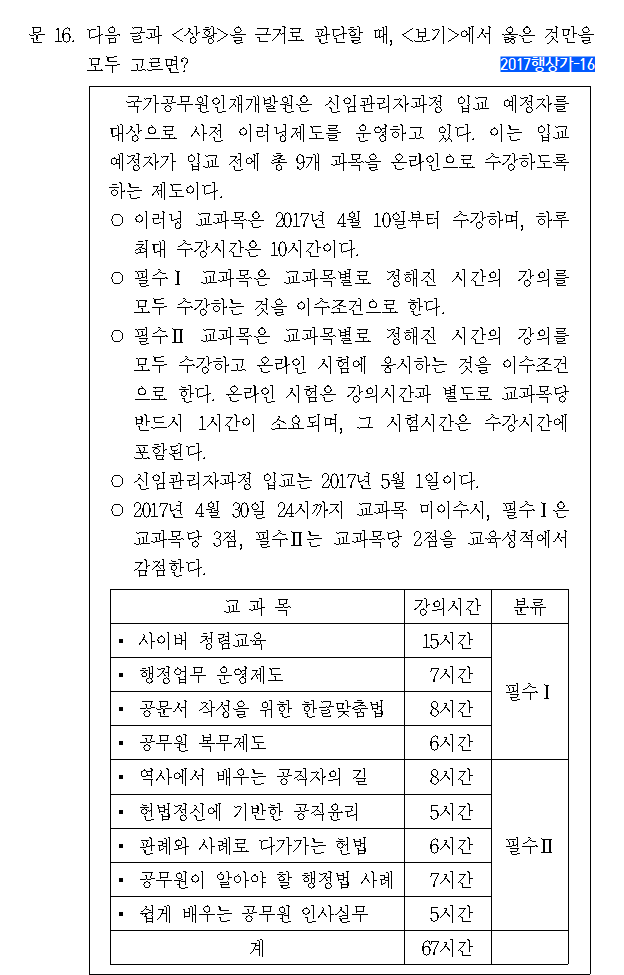 문 16. 다음 글과 <상황>을 근거로 판단할 때, <보기>에서 옳은 것만을
모두 고르면?
2017행상가-16
국가공무원인재개발원은 신임관리자과정 입교 예정자를
대상으로 사전 이러닝제도를 운영하고 있다. 이는 입교
예정자가 입교 전에 총 9개 과목을 온라인으로 수강하도록
하는 제도이다.
○ 이러닝 교과목은 2017년 4월 10일부터 수강하며, 하루
최대 수강시간은 10시간이다.
○ 필수Ⅰ 교과목은 교과목별로 정해진 시간의 강의를
모두 수강하는 것을 이수조건으로 한다.
○ 필수Ⅱ 교과목은 교과목별로 정해진 시간의 강의를
모두 수강하고 온라인 시험에 응시하는 것을 이수조건
으로 한다. 온라인 시험은 강의시간과 별도로 교과목당
반드시 1시간이 소요되며, 그 시험시간은 수강시간에
포함된다.
○ 신임관리자과정 입교는 2017년 5월 1일이다.
○ 2017년 4월 30일 24시까지 교과목 미이수시, 필수Ⅰ은
교과목당 3점, 필수Ⅱ는 교과목당 2점을 교육성적에서
감점한다.
교 과 목 강의시간 분류
▪ 사이버 청렴교육 15시간
▪ 행정업무 운영제도 7시간
필수Ⅰ
▪ 공문서 작성을 위한 한글맞춤법 8시간
▪ 공무원 복무제도 6시간
▪ 역사에서 배우는 공직자의 길 8시간
▪ 헌법정신에 기반한 공직윤리 5시간
▪ 판례와 사례로 다가가는 헌법 6시간 필수Ⅱ
▪ 공무원이 알아야 할 행정법 사례 7시간
▪ 쉽게 배우는 공무원 인사실무 5시간
계 67시간